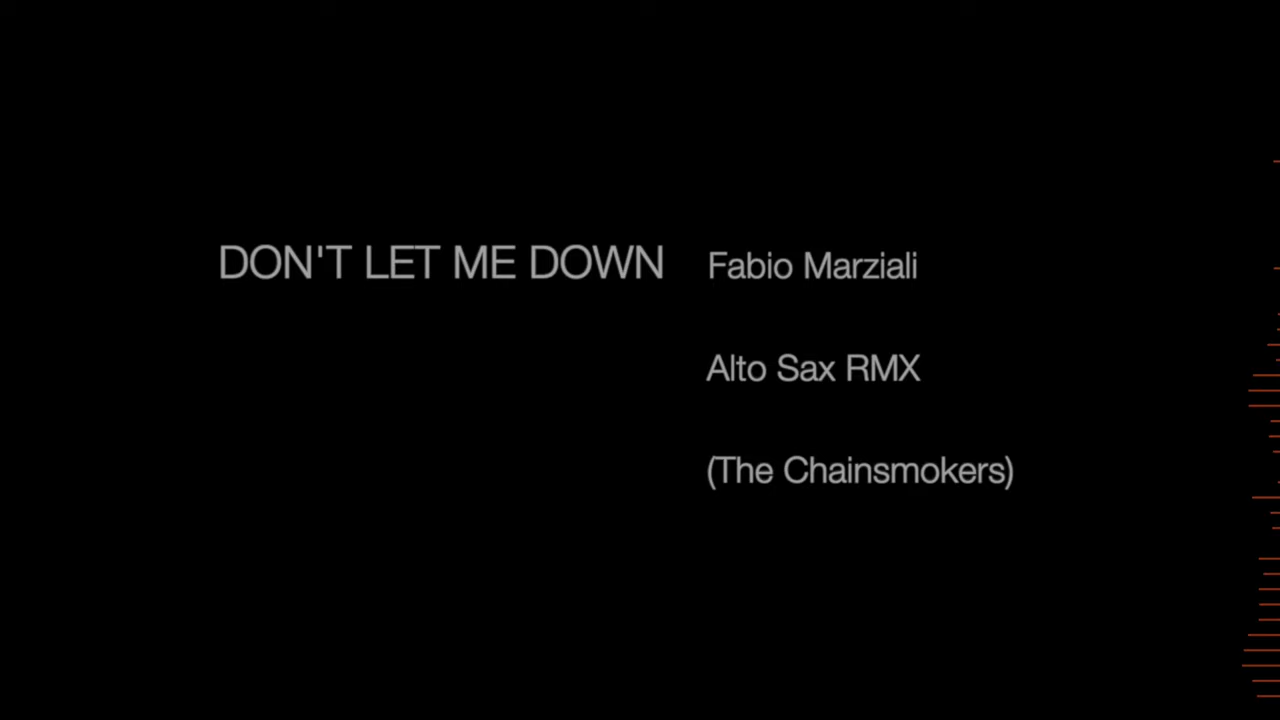 DON'T LET ME DOWN Fabio Marziali
Alto Sax RMX
(The Chainsmokers)